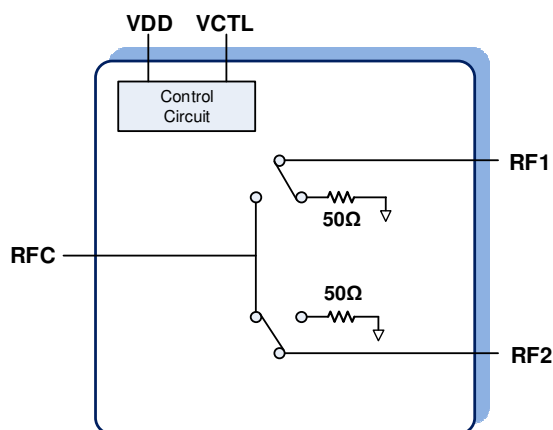 VDD VCTL
Control
Circuit
RF1
50Ω
RFC
50Ω
RF2